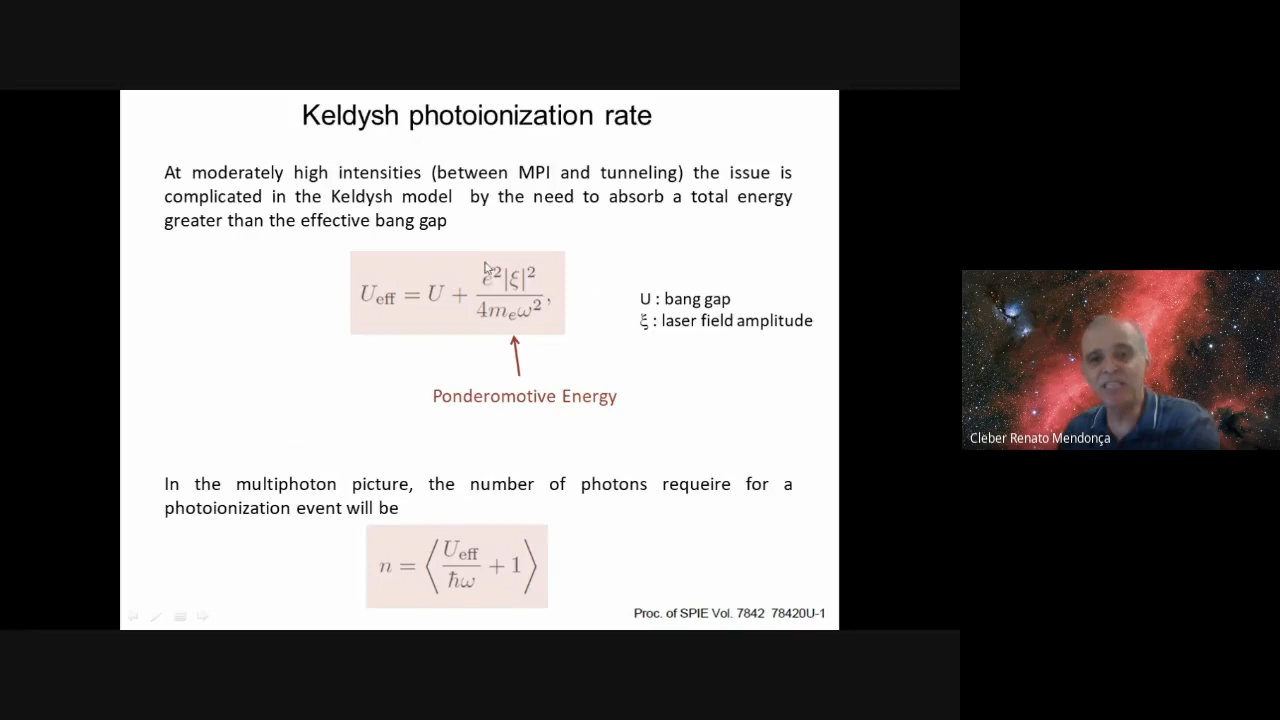 Keldysh photoionization rate
At moderately high intensities (between MPI and tunneling) the issue is
complicated in the Keldysh model by the need to absorb a total energy
greater than the effective bang gap
U_eff = U + e²|ξ|² / 4mₑω²,
U : bang gap
ξ : laser field amplitude
Ponderomotive Energy
In the multiphoton picture, the number of photons requeire for a
photoionization event will be
n = ⟨ U_eff / ħω + 1 ⟩
Proc. of SPIE Vol. 7842 78420U-1
Cleber Renato Mendonça